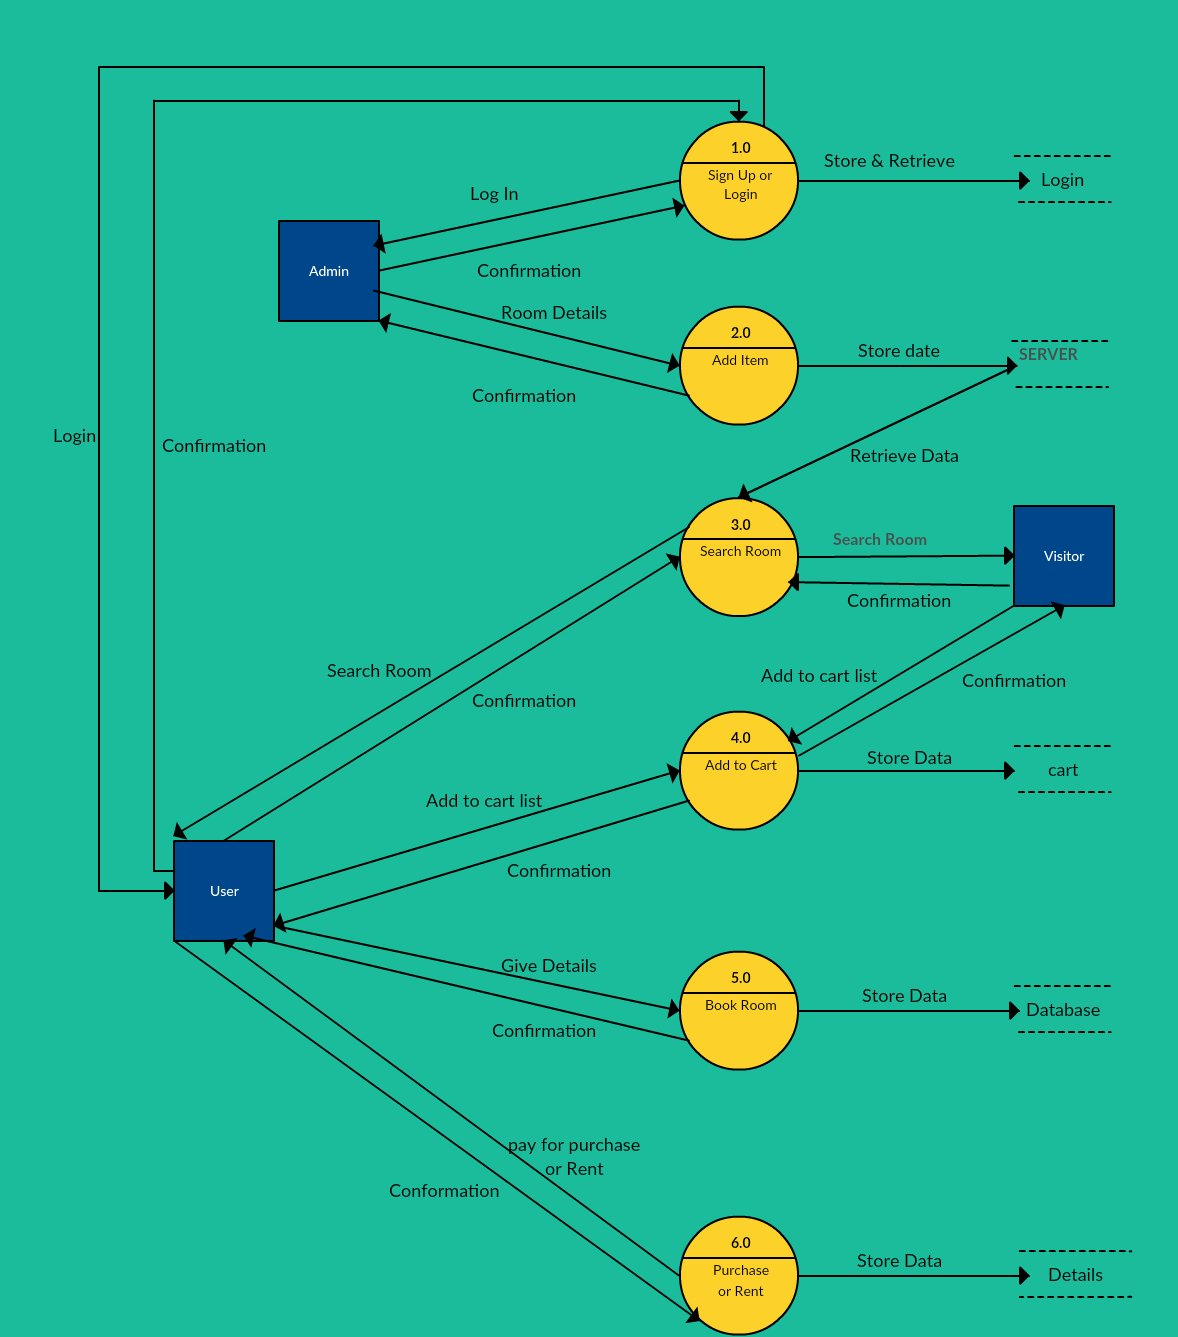 1.0
Sign Up or
Login
Store & Retrieve
Login
Log In
Admin
Confirmation
Room Details
2.0
Add Item
Store date
SERVER
Confirmation
Login
Confirmation
Retrieve Data
3.0
Search Room
Search Room
Visitor
Confirmation
Search Room
Confirmation
Add to cart list
Confirmation
4.0
Add to Cart
Store Data
cart
Add to cart list
Confirmation
User
Give Details
Confirmation
5.0
Book Room
Store Data
Database
pay for purchase
or Rent
Conformation
6.0
Purchase
or Rent
Store Data
Details